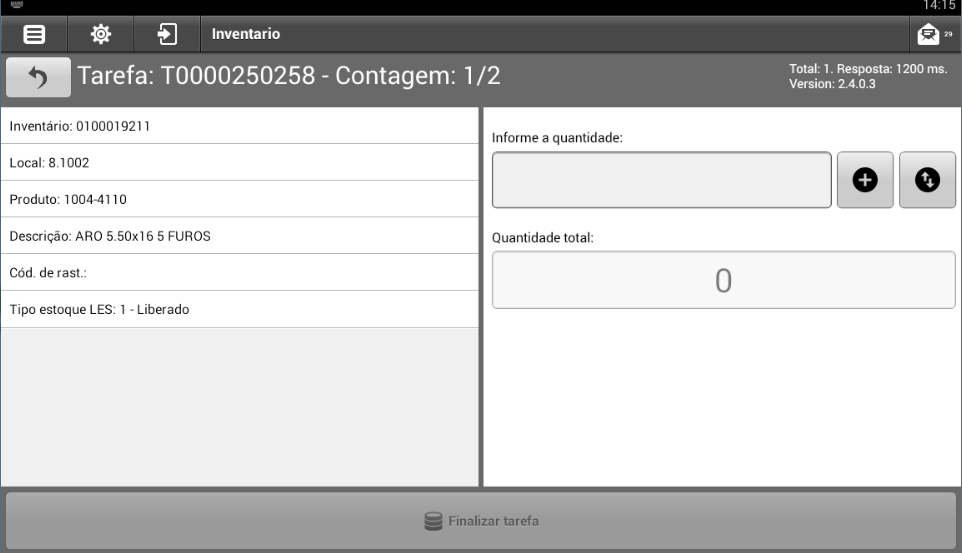 14:15
Inventario
29
Tarefa: T0000250258 - Contagem: 1/2
Total: 1. Resposta: 1200 ms.
Version: 2.4.0.3
Inventário: 0100019211
Local: 8.1002
Produto: 1004-4110
Descrição: ARO 5.50x16 5 FUROS
Cód. de rast.:
Tipo estoque LES: 1 - Liberado
Informe a quantidade:
Quantidade total:
0
Finalizar tarefa